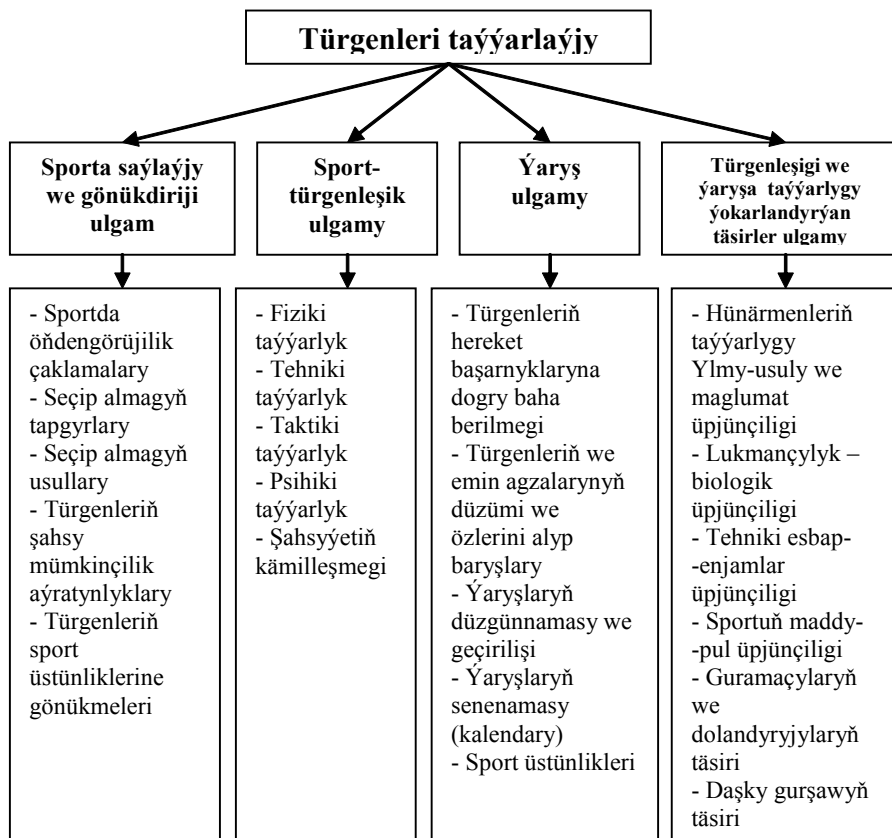 Türgenleri taýýarlaýjy
Sporta saýlaýjy
we gönükdiriji
ulgam
Sport-
türgenleşik
ulgamy
Ýaryş
ulgamy
Türgenleşigi we
ýaryşa taýýarlygy
ýokarlandyrýan
täsirler ulgamy
- Sportda
öňdengörüjilik
çaklamalary
- Seçip almagyň
tapgyrlary
- Seçip almagyň
usullary
- Türgenleriň
şahsy
mümkinçilik
aýratynlyklary
- Türgenleriň
sport
üstünliklerine
gönükmeleri
- Fiziki
taýýarlyk
- Tehniki
taýýarlyk
- Taktiki
taýýarlyk
- Psihiki
taýýarlyk
- Şahsyýetiň
kämilleşmegi
- Türgenleriň
hereket
başarnyklaryna
dogry baha
berilmegi
- Türgenleriň we
emin agzalarynyň
düzümi we
özlerini alyp
baryşlary
- Ýaryşlaryň
düzgünnamasy we
geçirilişi
- Ýaryşlaryň
senenamasy
(kalendary)
- Sport üstünlikleri
- Hünärmenleriň
taýýarlygy
Ylmy-usuly we
maglumat
üpjünçiligi
- Lukmançylyk –
biologik
üpjünçiligi
- Tehniki esbap-
-enjamlar
üpjünçiligi
- Sportuň maddy-
-pul üpjünçiligi
- Guramaçylaryň
we
dolandyryjylaryň
täsiri
- Daşky gurşawyň
täsiri